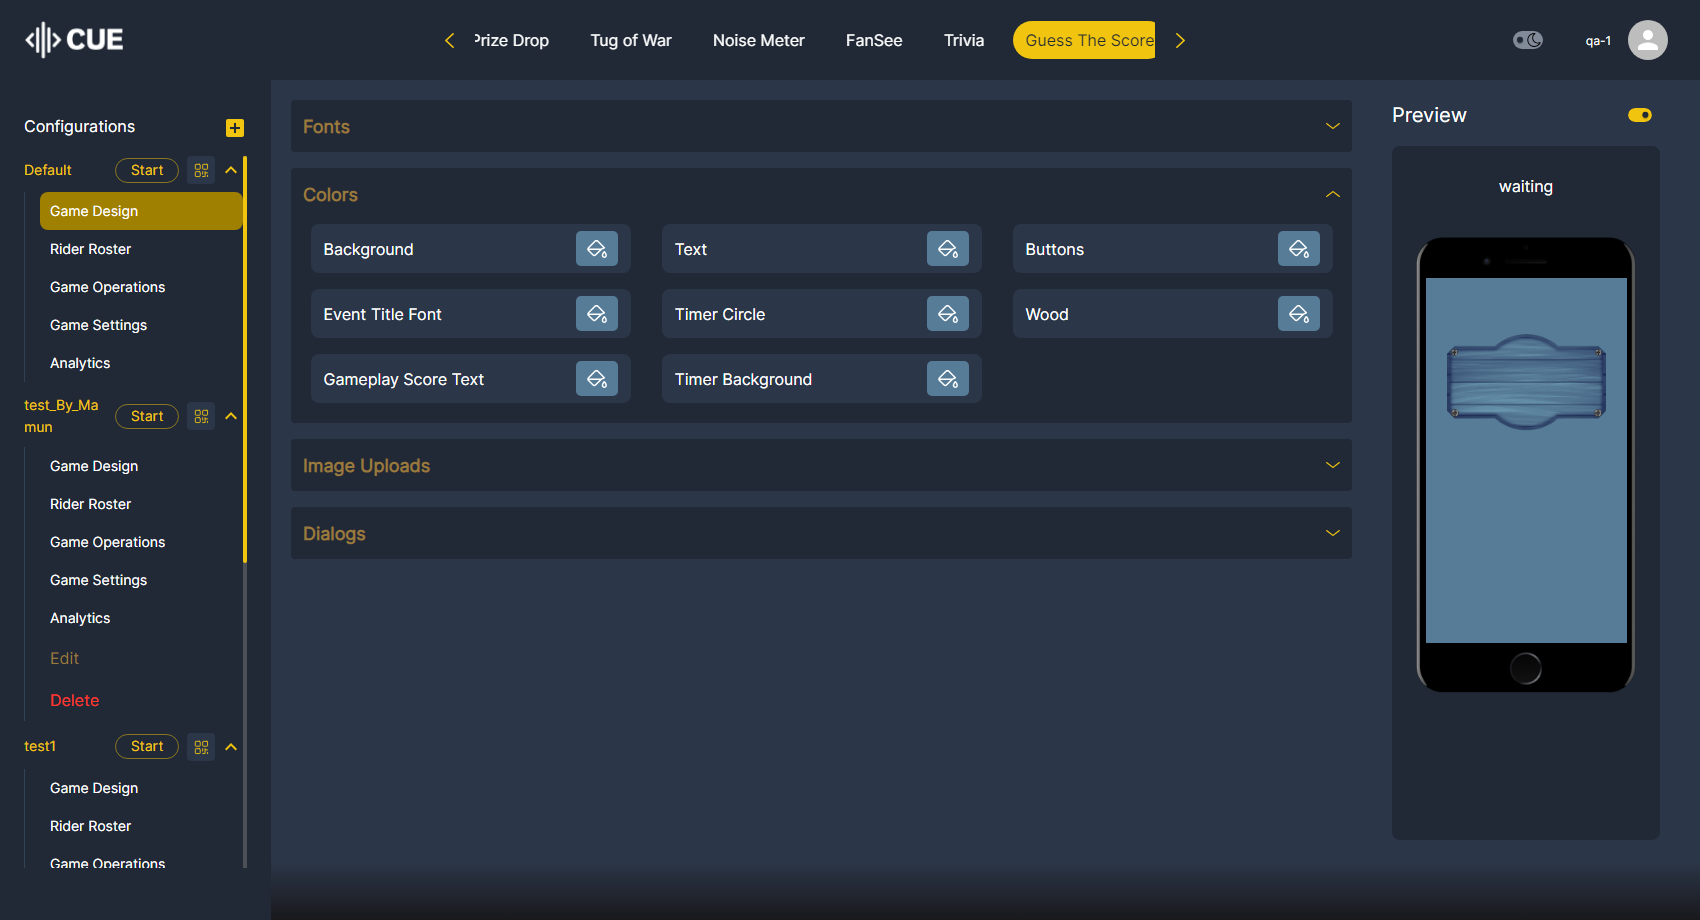 CUE
Prize Drop
Tug of War
Noise Meter
FanSee
Trivia
Guess The Score
qa-1
Configurations
Default
Start
Game Design
Rider Roster
Game Operations
Game Settings
Analytics
test_By_Ma
mun
Start
Game Design
Rider Roster
Game Operations
Game Settings
Analytics
Edit
Delete
test1
Start
Game Design
Rider Roster
Game Operations
Fonts
Colors
Background
Text
Buttons
Event Title Font
Timer Circle
Wood
Gameplay Score Text
Timer Background
Image Uploads
Dialogs
Preview
waiting